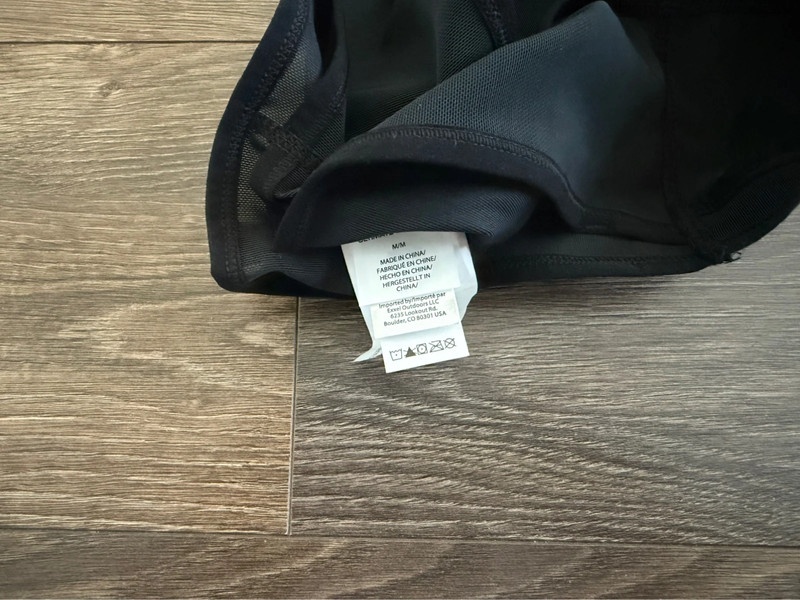 M/M
MADE IN CHINA/
FABRIQUÉ EN CHINE/
HECHO EN CHINA/
HERGESTELLT IN
CHINA/
Imported by/Importé par
Exxel Outdoors LLC
6235 Lookout Rd.
Boulder, CO 80301 USA